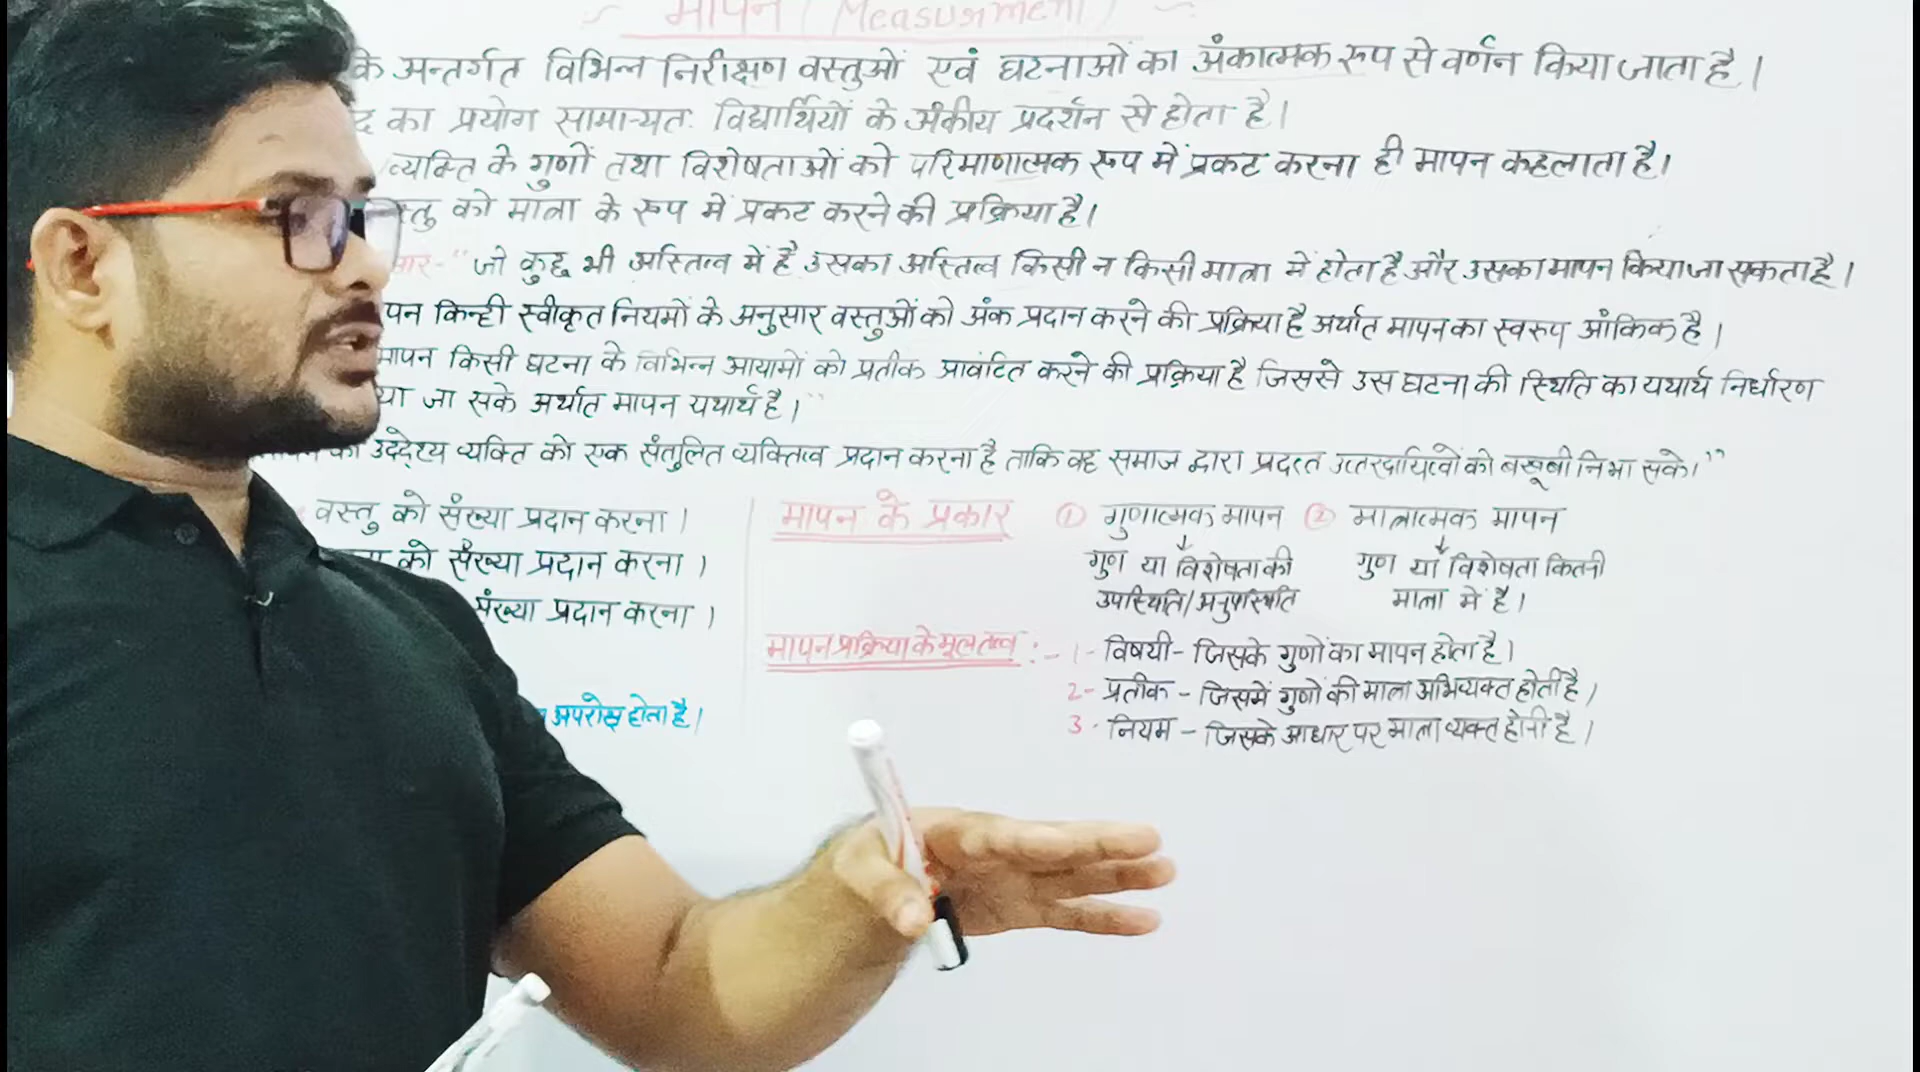 मापन (Measurment)
के अन्तर्गत विभिन्न निरीक्षण वस्तुओं एवं घटनाओं का अंकात्मक रूप से वर्णन किया जाता है।
का प्रयोग सामान्यतः विद्यार्थियों के अंकीय प्रदर्शन से होता है।
व्यक्ति के गुणों तथा विशेषताओं को परिमाणात्मक रूप में प्रकट करना ही मापन कहलाता है।
को मात्रा के रूप में प्रकट करने की प्रक्रिया है।
"जो कुछ भी अस्तित्व में है उसका अस्तित्व किसी न किसी मात्रा में होता है और उसका मापन किया जा सकता है।
किन्ही स्वीकृत नियमों के अनुसार वस्तुओं को अंक प्रदान करने की प्रक्रिया है अर्थात मापन का स्वरूप आंकिक है।
मापन किसी घटना के विभिन्न आयामों को प्रतीक आवंटित करने की प्रक्रिया है जिससे उस घटना की स्थिति का यथार्थ निर्धारण
जा सके अर्थात मापन यथार्थ है।"
का उद्देश्य व्यक्ति को एक संतुलित व्यक्तित्व प्रदान करना है ताकि वह समाज द्वारा प्रदत्त उत्तरदायित्वों को बखूबी निभा सके।"
वस्तु को संख्या प्रदान करना।
को संख्या प्रदान करना।
संख्या प्रदान करना।
अपरोक्ष होता है।
मापन के प्रकार ① गुणात्मक मापन ② मात्रात्मक मापन
गुण या विशेषता की गुण या विशेषता कितनी
उपस्थिति/अनुपस्थिति मात्रा में है।
मापन प्रक्रिया के मूल तत्व :- 1- विषयी - जिसके गुणों का मापन होता है।
2- प्रतीक - जिसमें गुणों की मात्रा अभिव्यक्त होती है।
3- नियम - जिसके आधार पर मात्रा व्यक्त होती है।